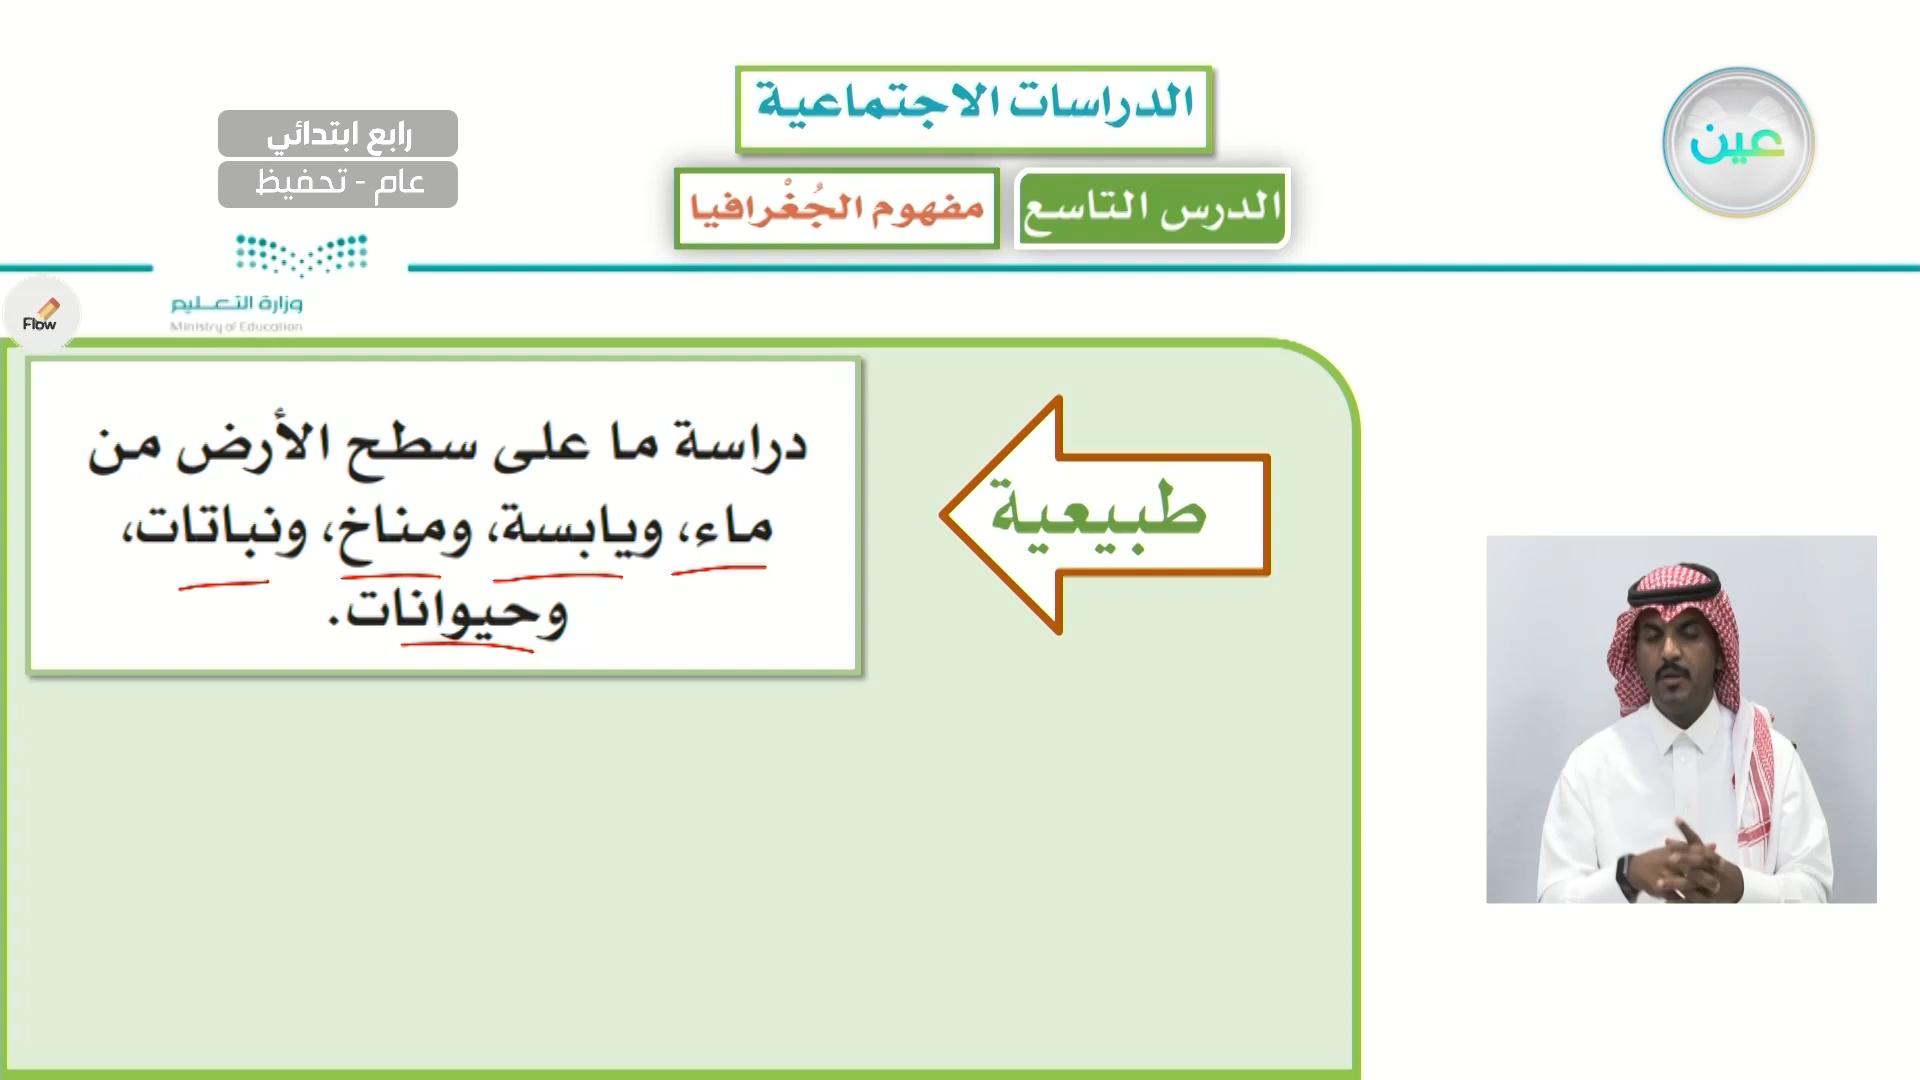 الدراسات الاجتماعية
عين
رابع ابتدائي
عام - تحفيظ
الدرس التاسع
مفهوم الجُغْرافيا
وزارة التعليم
Ministry of Education
Flow
طبيعية
دراسة ما على سطح الأرض من
ماء، ويابسة، ومناخ، ونباتات،
وحيوانات.